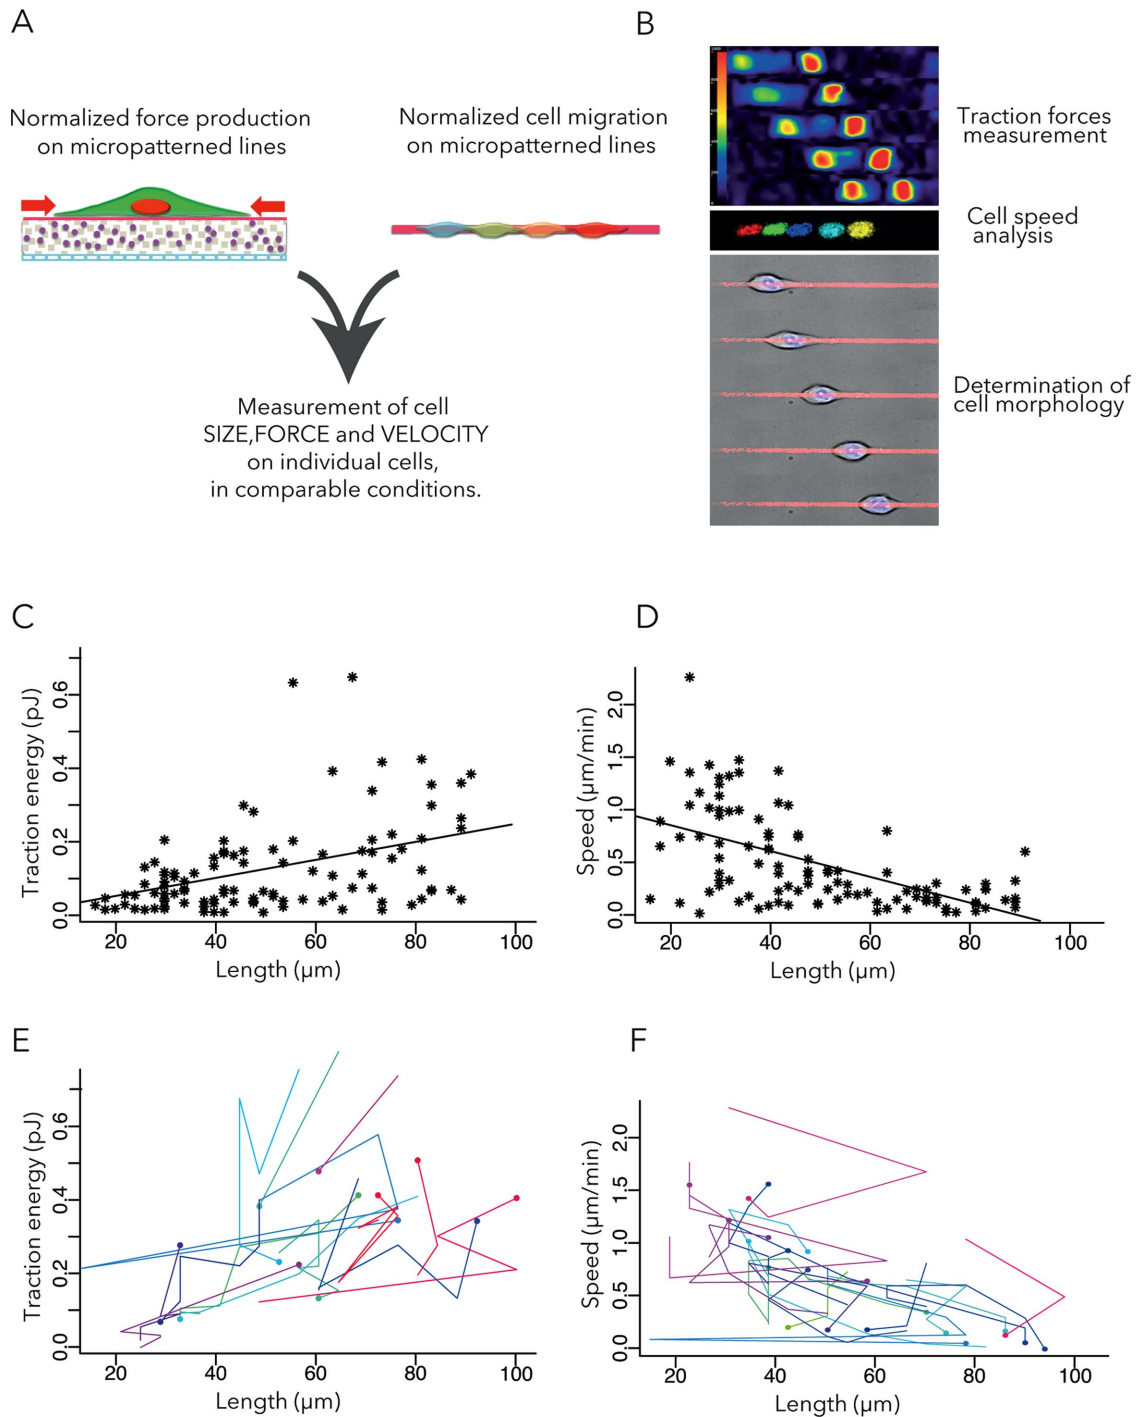 A
B
Normalized force production
on micropatterned lines
Normalized cell migration
on micropatterned lines
Traction forces
measurement
Cell speed
analysis
Measurement of cell
SIZE,FORCE and VELOCITY
on individual cells,
in comparable conditions.
Determination of
cell morphology
C
Traction energy (pJ)
0.6
0.4
0.2
0.0
20 40 60 80 100
Length (µm)
D
Speed (µm/min)
2.0
1.5
1.0
0.5
0.0
20 40 60 80 100
Length (µm)
E
Traction energy (pJ)
0.6
0.4
0.2
0.0
20 40 60 80 100
Length (µm)
F
Speed (µm/min)
2.0
1.5
1.0
0.5
0.0
20 40 60 80 100
Length (µm)